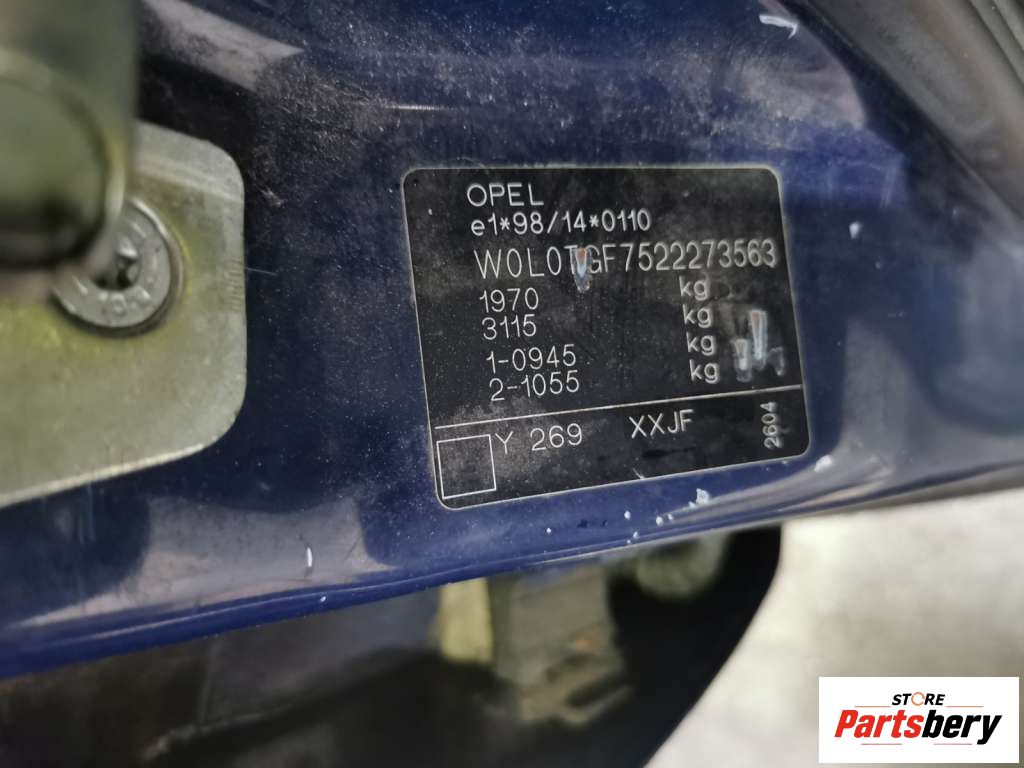 OPEL
e1*98/14*0110
W0L0TGF7522273563
1970 kg
3115 kg
1-0945 kg
2-1055 kg
Y 269 XXJF
2604
STORE
Partsbery